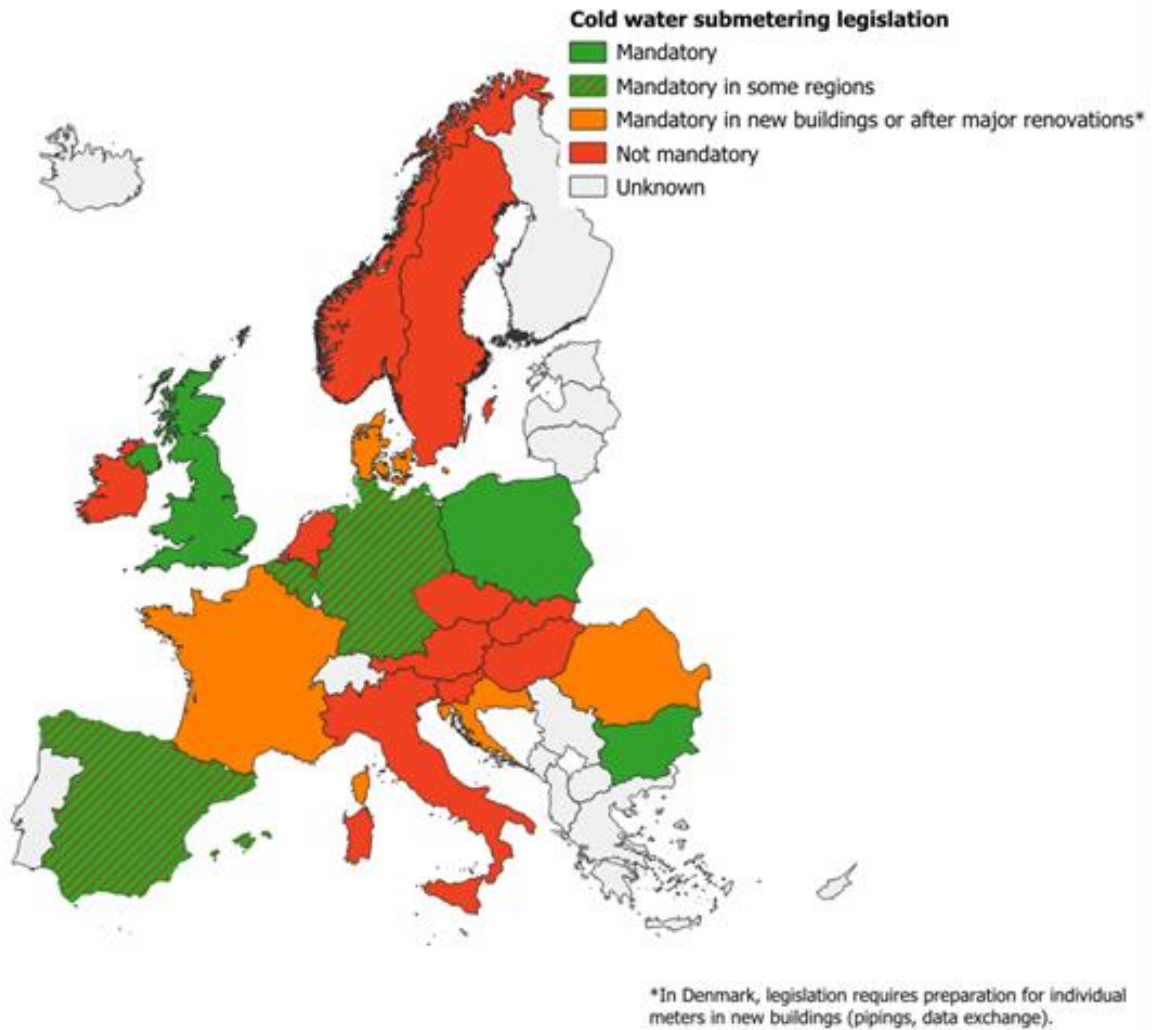 Cold water submetering legislation
Mandatory
Mandatory in some regions
Mandatory in new buildings or after major renovations*
Not mandatory
Unknown
*In Denmark, legislation requires preparation for individual
meters in new buildings (pipings, data exchange).